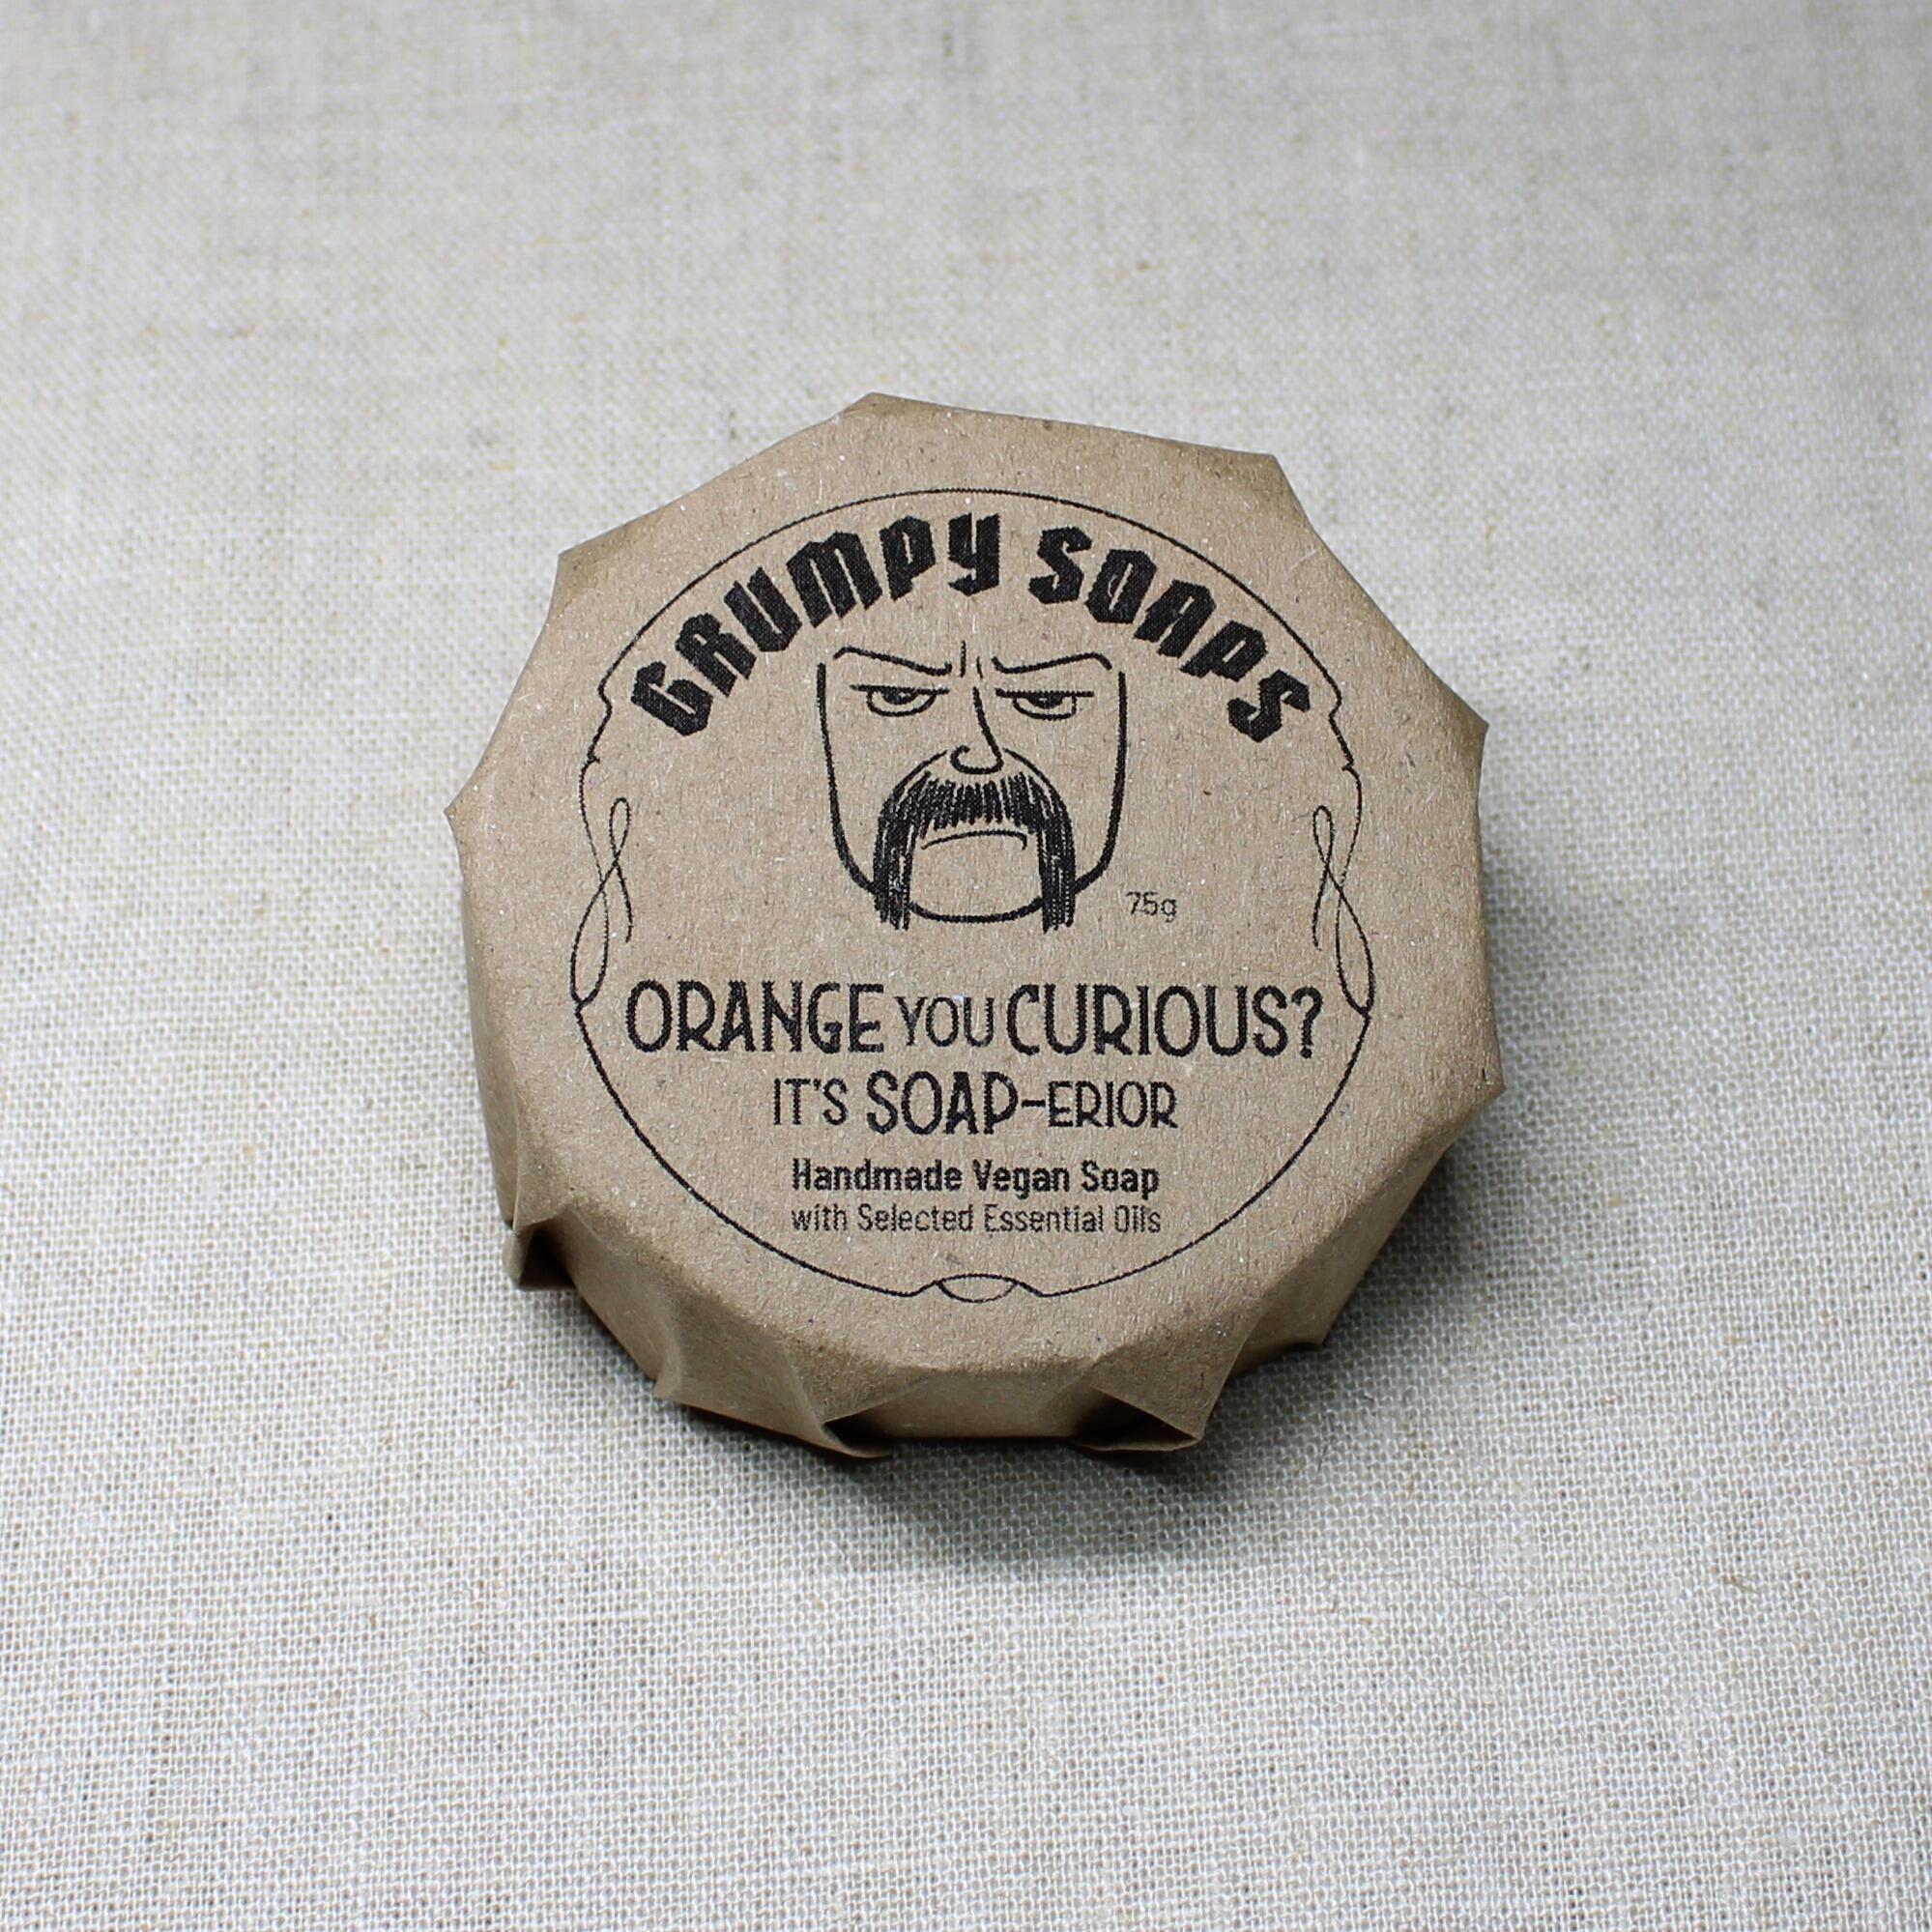 GRUMPY SOAPS
75g
ORANGE YOU CURIOUS?
IT'S SOAP-ERIOR
Handmade Vegan Soap
with Selected Essential Oils